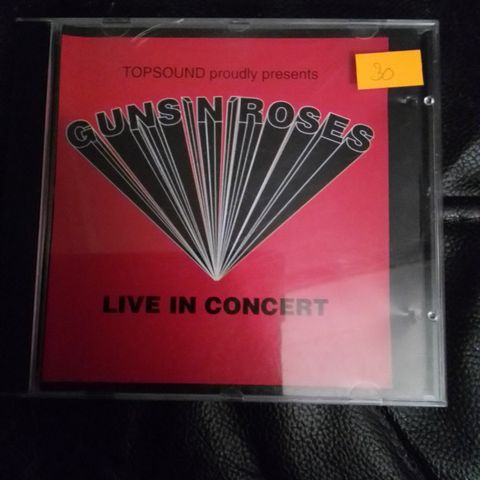 TOPSOUND proudly presents
30
GUNS'N'ROSES
LIVE IN CONCERT